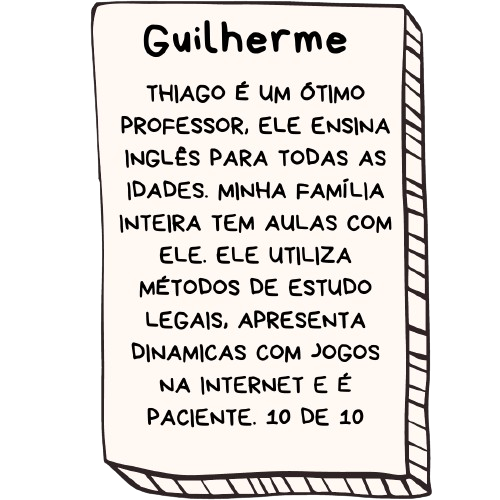 Guilherme
THIAGO É UM ÓTIMO
PROFESSOR, ELE ENSINA
INGLÊS PARA TODAS AS
IDADES. MINHA FAMÍLIA
INTEIRA TEM AULAS COM
ELE. ELE UTILIZA
MÉTODOS DE ESTUDO
LEGAIS, APRESENTA
DINAMICAS COM JOGOS
NA INTERNET E É
PACIENTE. 10 DE 10